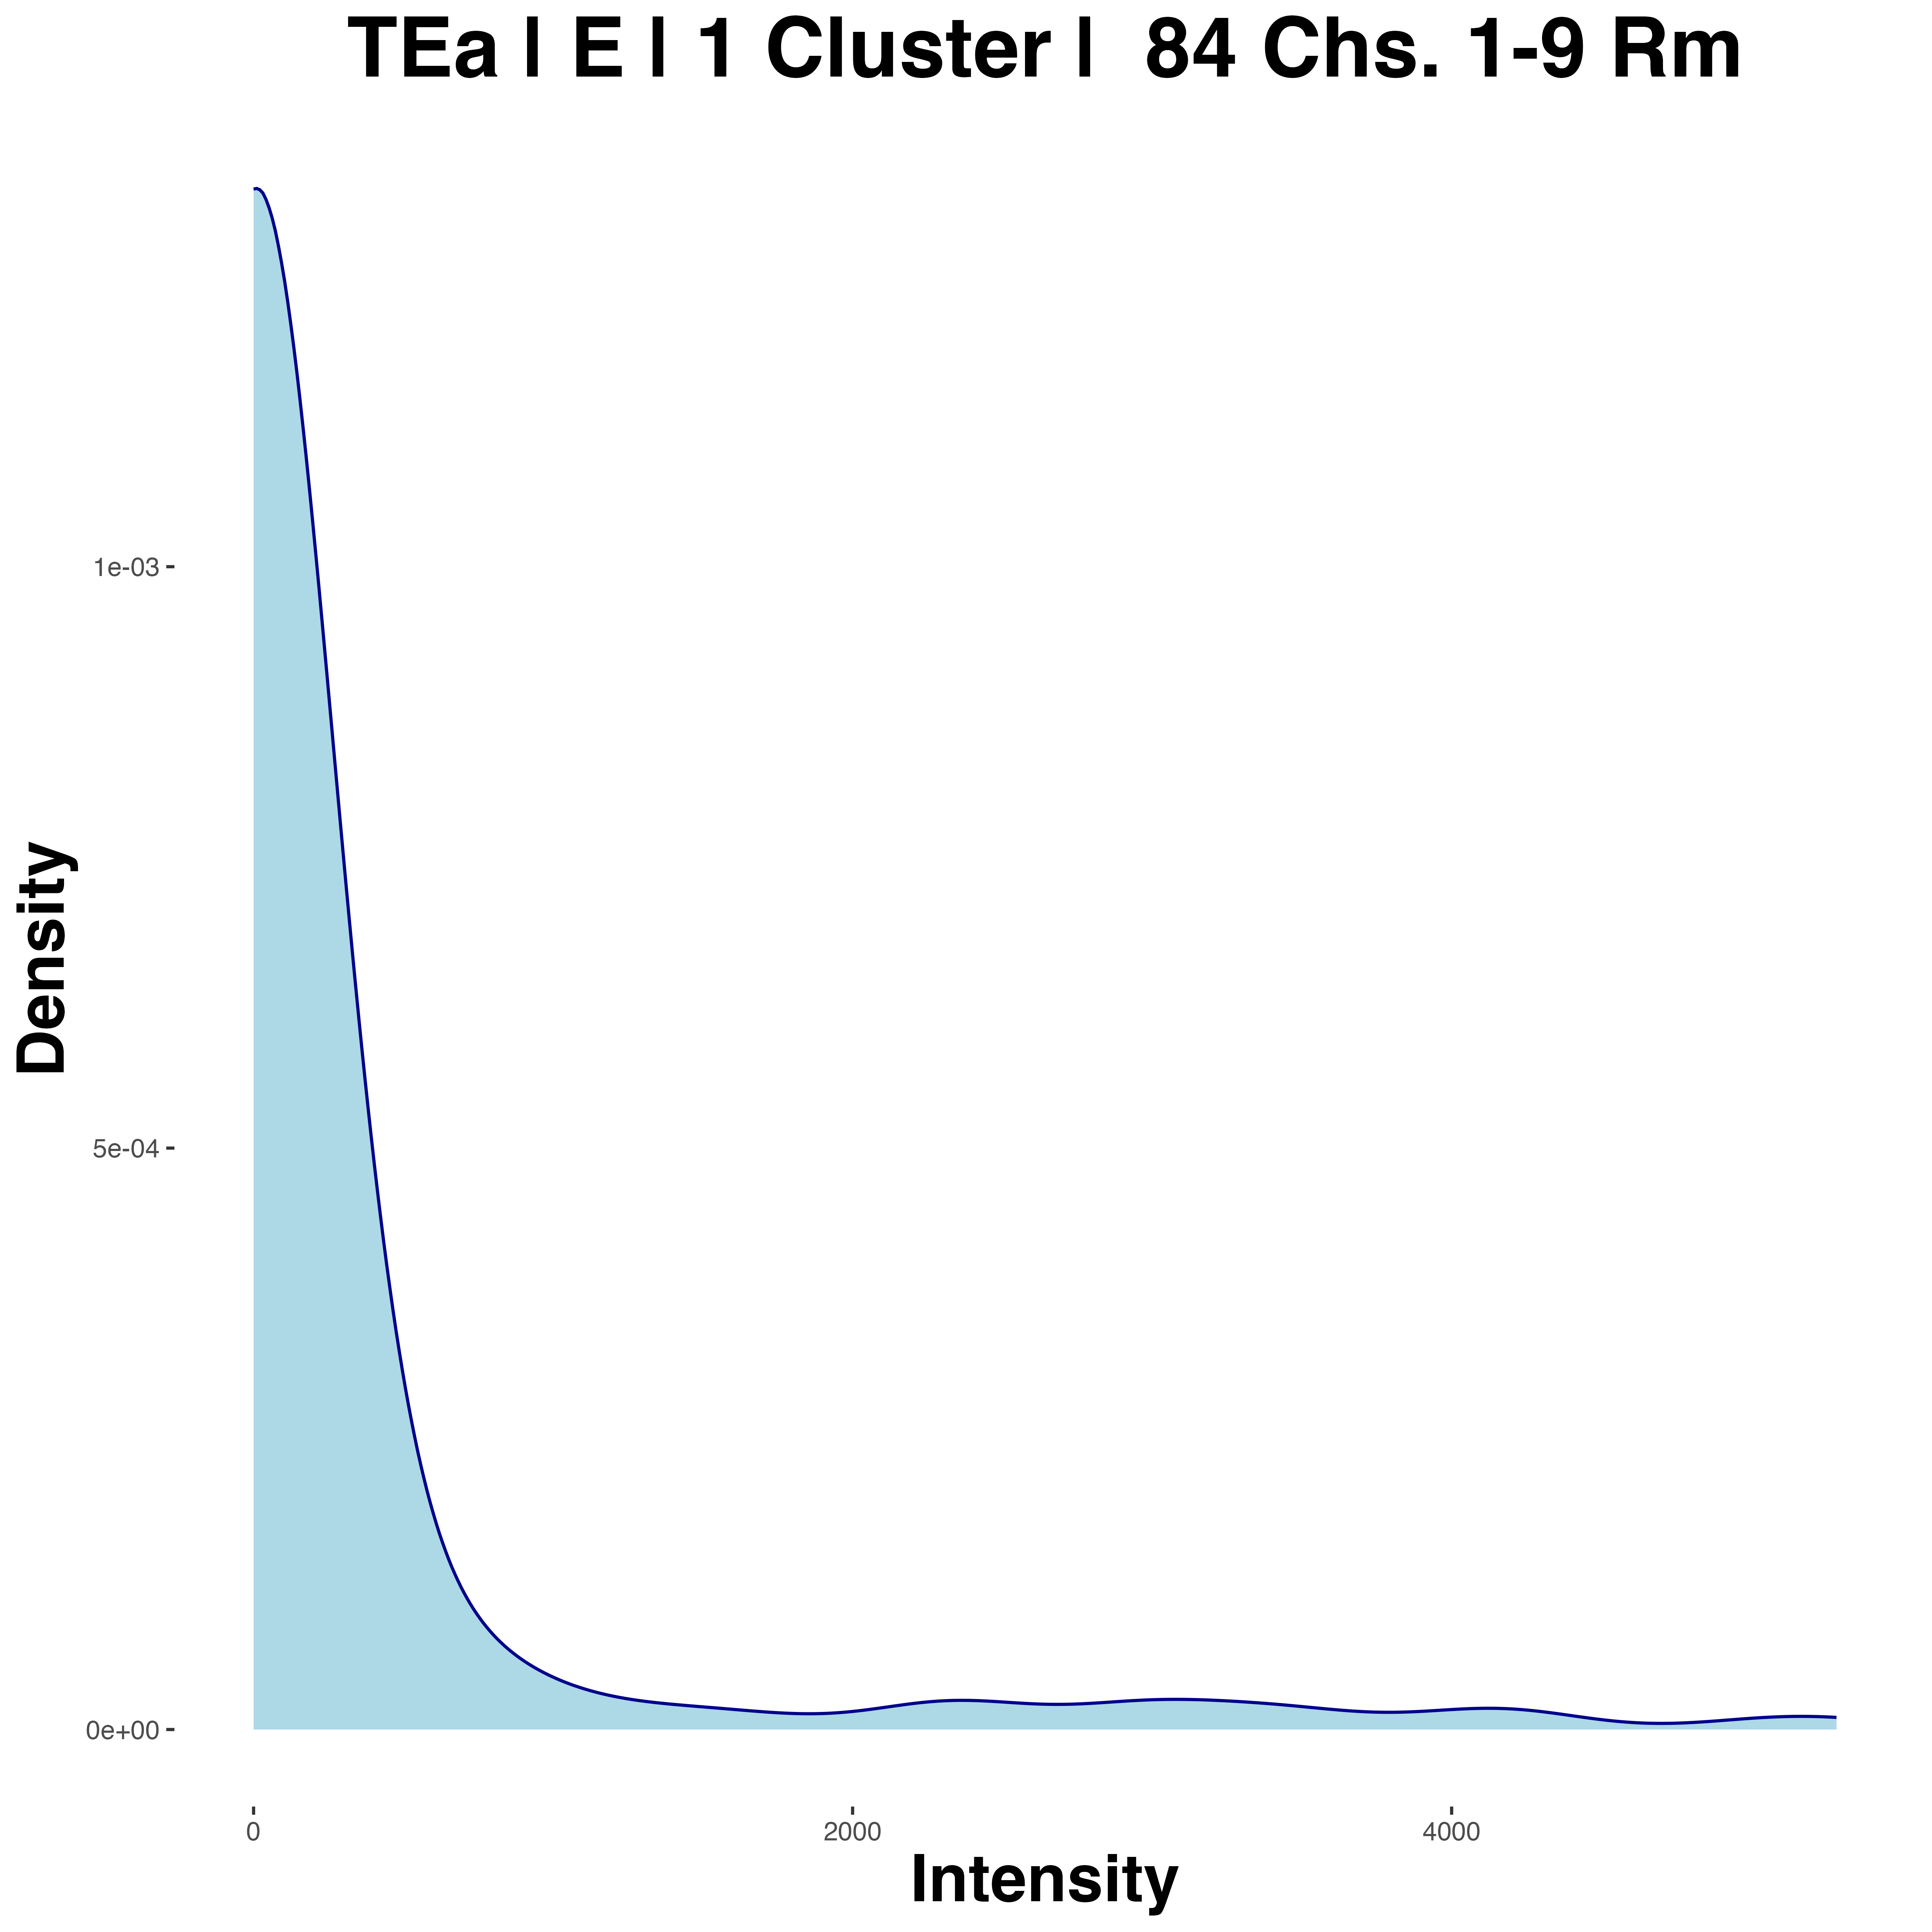 TEa | E | 1 Cluster | 84 Chs. 1-9 Rm
Density
1e-03
5e-04
0e+00
0
2000
4000
Intensity